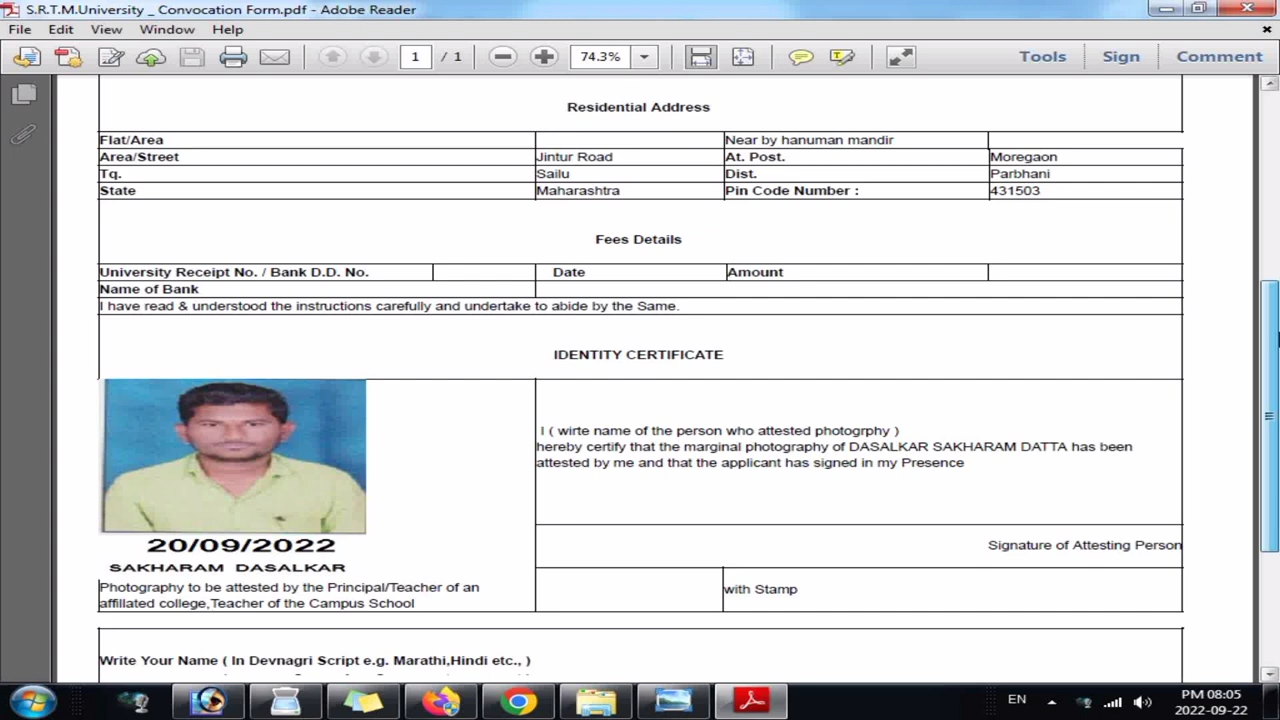 S.R.T.M.University _ Convocation Form.pdf - Adobe Reader
File Edit View Window Help
1 / 1 74.3% Tools Sign Comment
Residential Address
Flat/Area Near by hanuman mandir
Area/Street Jintur Road At. Post. Moregaon
Tq. Sailu Dist. Parbhani
State Maharashtra Pin Code Number : 431503
Fees Details
University Receipt No. / Bank D.D. No. Date Amount
Name of Bank
I have read & understood the instructions carefully and undertake to abide by the Same.
IDENTITY CERTIFICATE
I ( wirte name of the person who attested photogrphy )
hereby certify that the marginal photography of DASALKAR SAKHARAM DATTA has been
attested by me and that the applicant has signed in my Presence
20/09/2022
SAKHARAM DASALKAR
Signature of Attesting Person
Photography to be attested by the Principal/Teacher of an
affiliated college,Teacher of the Campus School
with Stamp
Write Your Name ( In Devnagri Script e.g. Marathi,Hindi etc., )
EN PM 08:05
2022-09-22